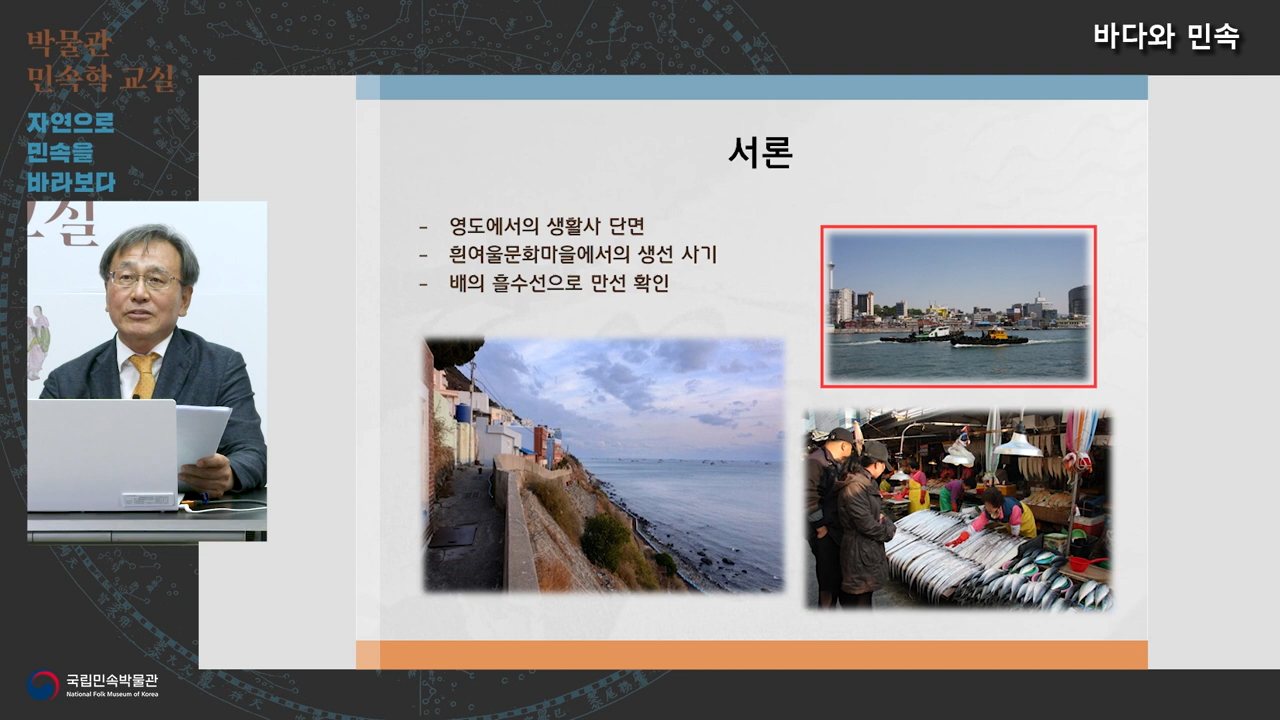 바다와 민속
박물관
민속학 교실
자연으로
민속을
바라보다
교실
서론
- 영도에서의 생활사 단면
- 흰여울문화마을에서의 생선 사기
- 배의 흘수선으로 만선 확인
국립민속박물관
National Folk Museum of Korea